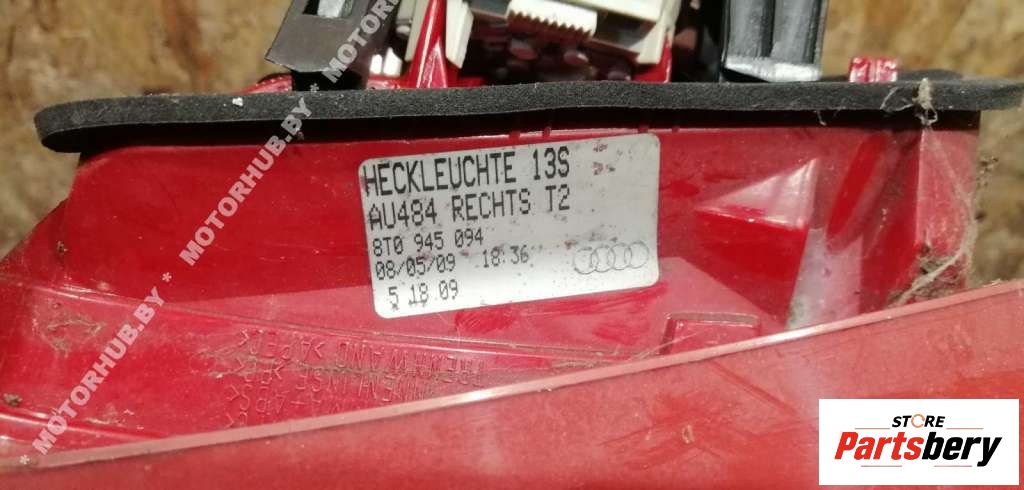 HECKLEUCHTE 13S
AU484 RECHTS T2
8T0 945 094
08/05/09 18:36
5 18 09
* MOTORHUB.BY * MOTORHUB.BY * MOTORHUB.BY *
STORE
Partsbery